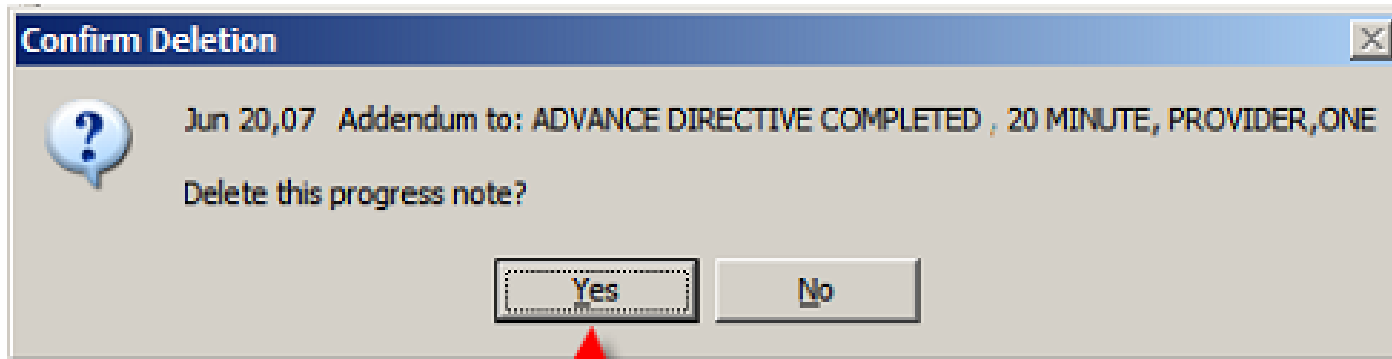 Confirm Deletion
Jun 20,07 Addendum to: ADVANCE DIRECTIVE COMPLETED , 20 MINUTE, PROVIDER,ONE
Delete this progress note?
Yes No